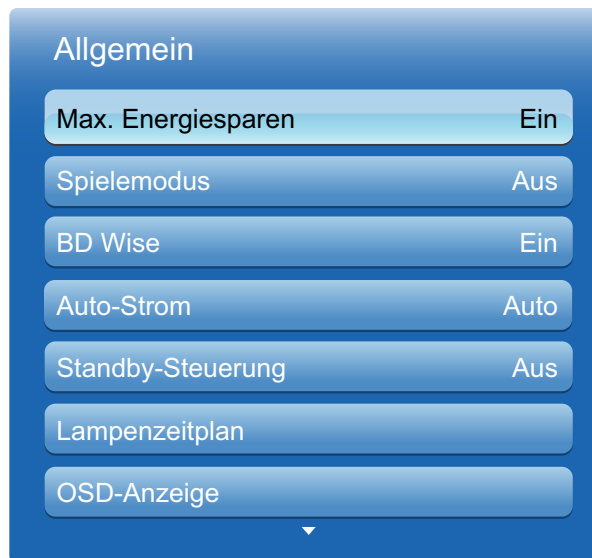 Allgemein
Max. Energiesparen Ein
Spielemodus Aus
BD Wise Ein
Auto-Strom Auto
Standby-Steuerung Aus
Lampenzeitplan
OSD-Anzeige